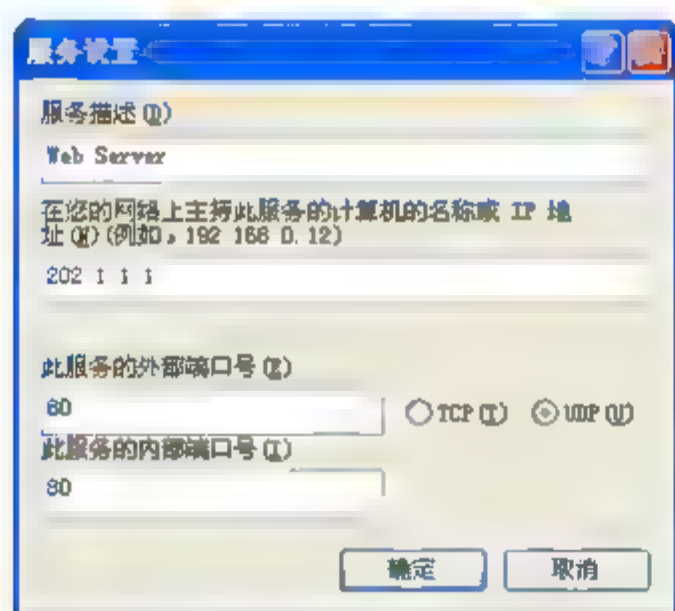 服务设置
服务描述(D)
Web Server
在您的网络上主持此服务的计算机的名称或 IP 地
址(N)(例如，192 168 0.12)
202 1 1 1
此服务的外部端口号(E)
80
TCP(T)
UDP(U)
此服务的内部端口号(I)
80
确定
取消